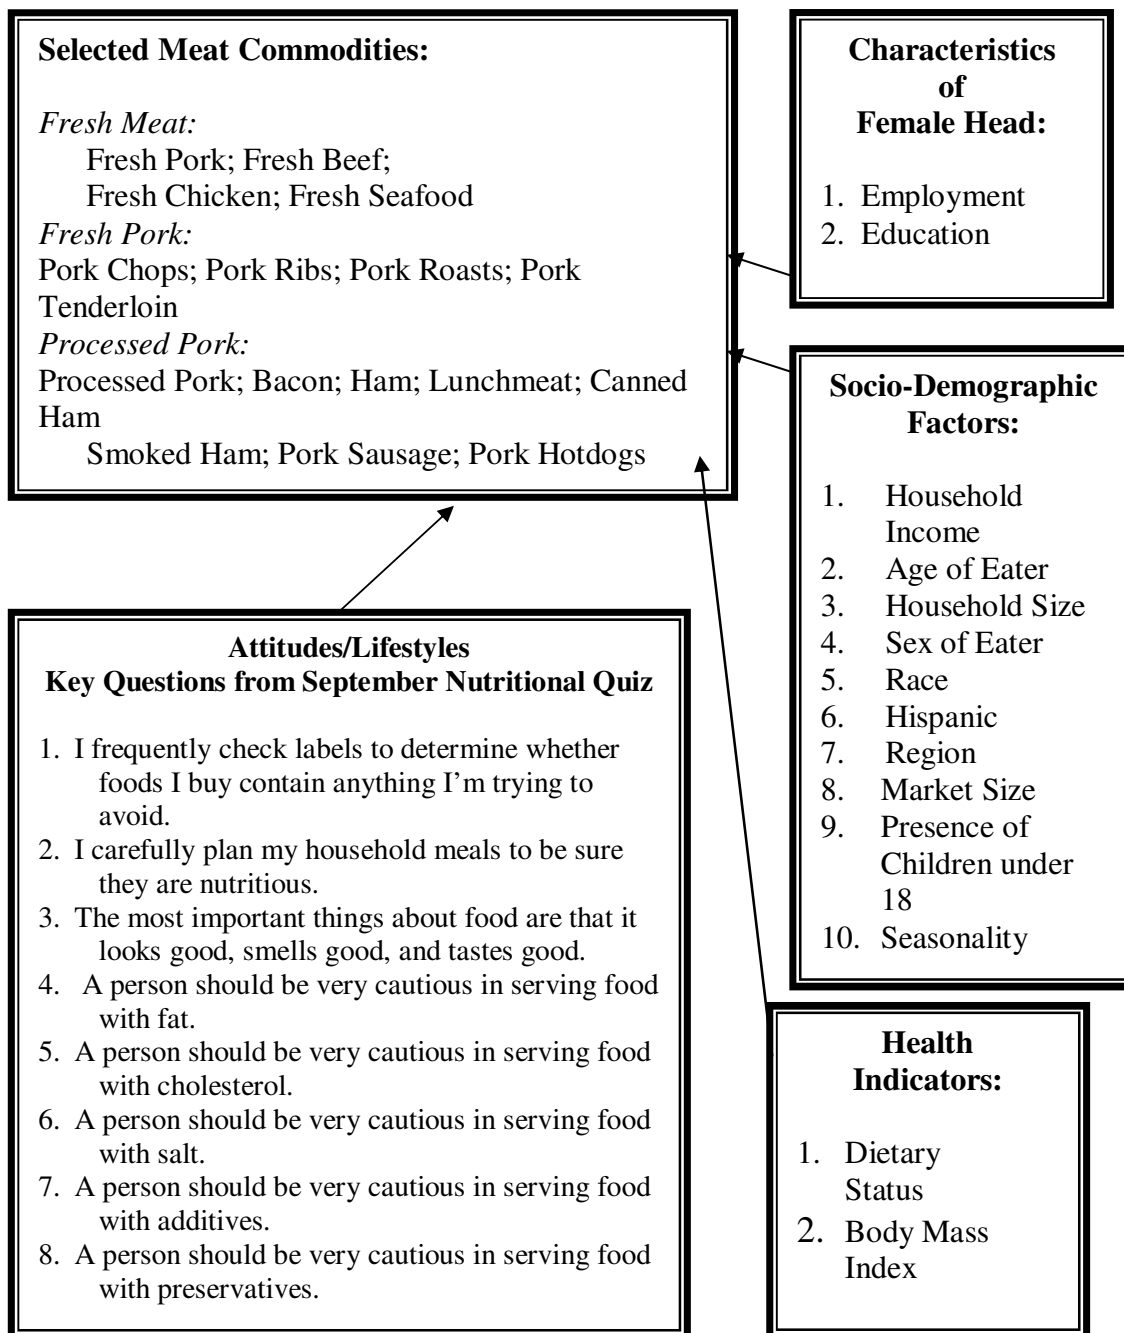 Selected Meat Commodities:
Fresh Meat:
Fresh Pork; Fresh Beef;
Fresh Chicken; Fresh Seafood
Fresh Pork:
Pork Chops; Pork Ribs; Pork Roasts; Pork
Tenderloin
Processed Pork:
Processed Pork; Bacon; Ham; Lunchmeat; Canned
Ham
Smoked Ham; Pork Sausage; Pork Hotdogs
Characteristics
of
Female Head:
1. Employment
2. Education
Socio-Demographic
Factors:
1. Household
Income
2. Age of Eater
3. Household Size
4. Sex of Eater
5. Race
6. Hispanic
7. Region
8. Market Size
9. Presence of
Children under
18
10. Seasonality
Attitudes/Lifestyles
Key Questions from September Nutritional Quiz
1. I frequently check labels to determine whether
foods I buy contain anything I'm trying to
avoid.
2. I carefully plan my household meals to be sure
they are nutritious.
3. The most important things about food are that it
looks good, smells good, and tastes good.
4. A person should be very cautious in serving food
with fat.
5. A person should be very cautious in serving food
with cholesterol.
6. A person should be very cautious in serving food
with salt.
7. A person should be very cautious in serving food
with additives.
8. A person should be very cautious in serving food
with preservatives.
Health
Indicators:
1. Dietary
Status
2. Body Mass
Index